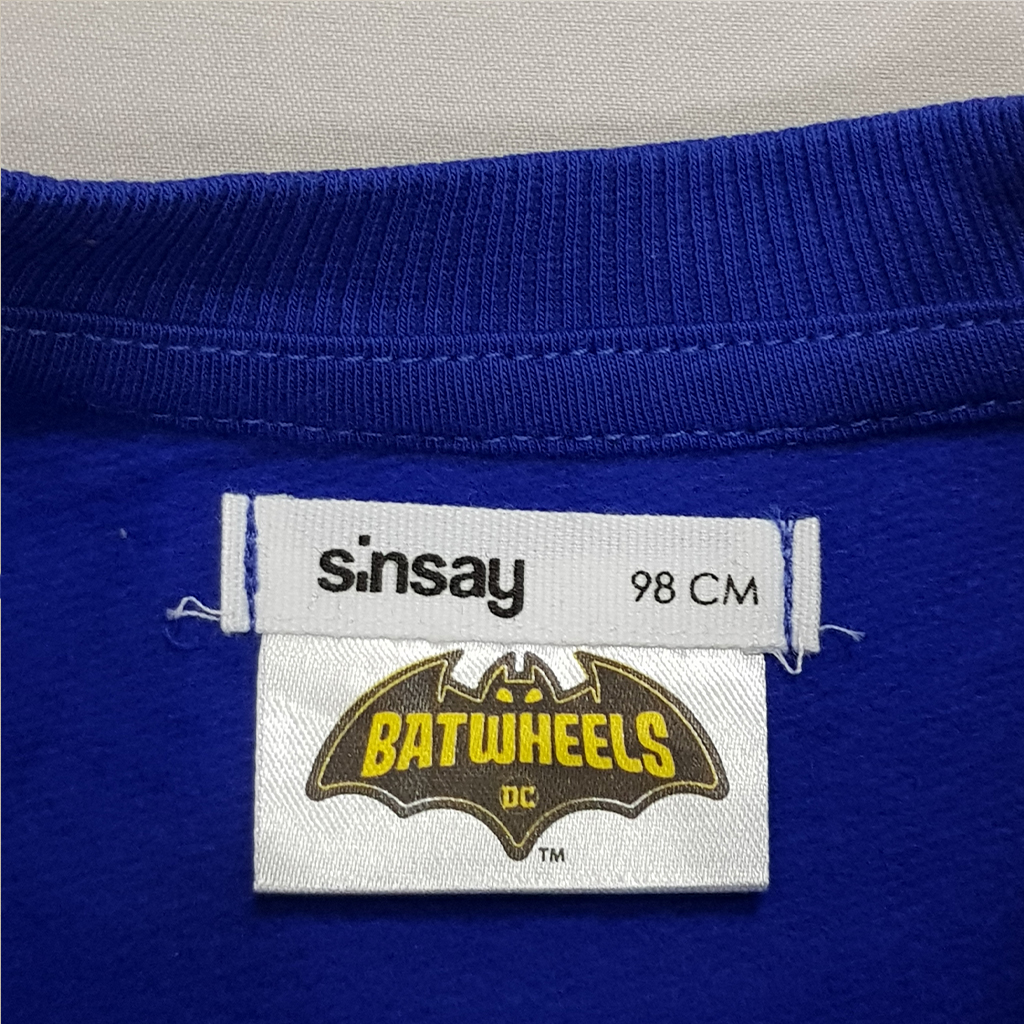 sinsay 98 CM
BATWHEELS
DC
TM